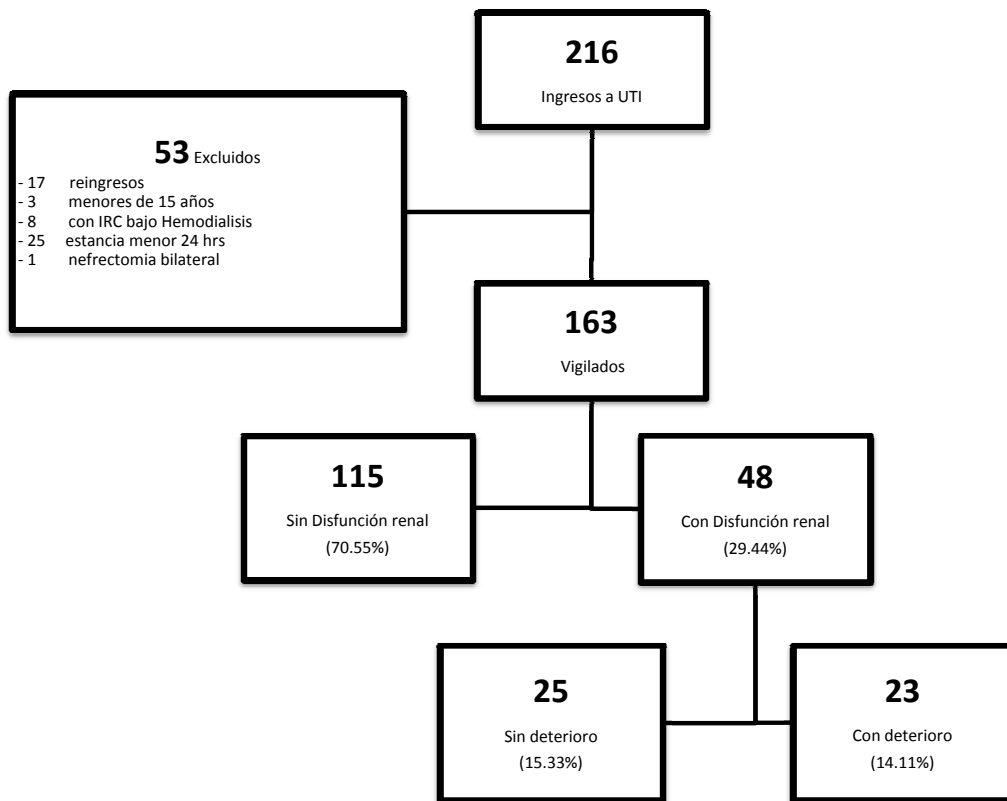 216
Ingresos a UTI
53 Excluidos
- 17 reingresos
- 3 menores de 15 años
- 8 con IRC bajo Hemodialisis
- 25 estancia menor 24 hrs
- 1 nefrectomia bilateral
163
Vigilados
115
Sin Disfunción renal
(70.55%)
48
Con Disfunción renal
(29.44%)
25
Sin deterioro
(15.33%)
23
Con deterioro
(14.11%)